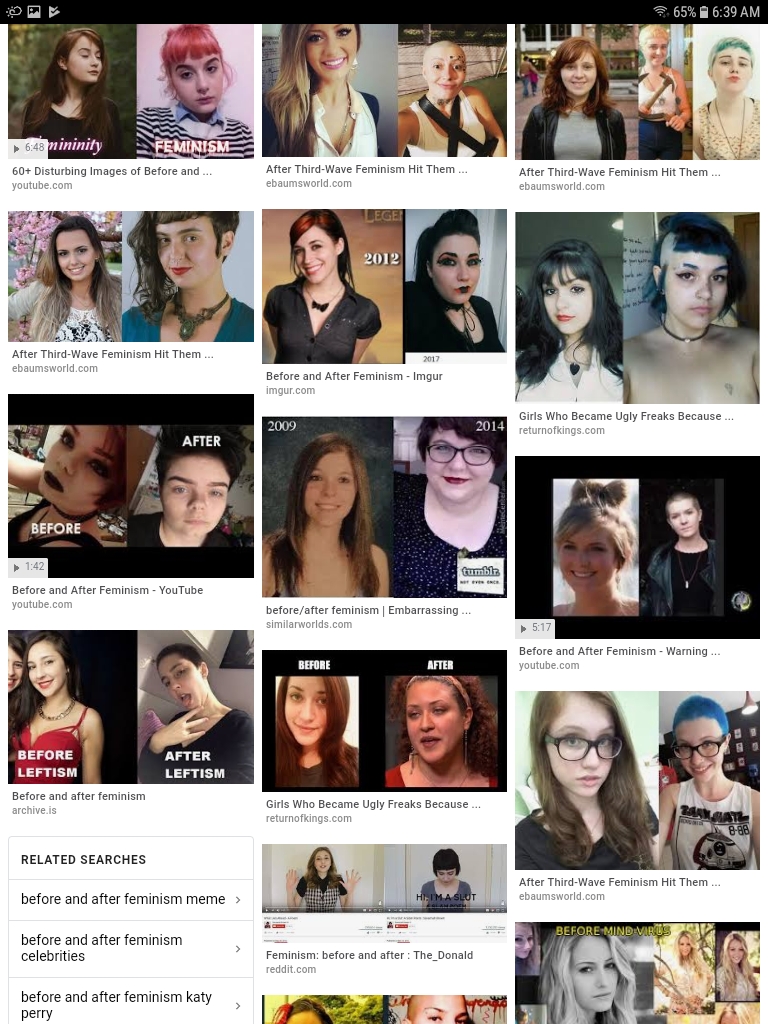 65% 6:39 AM
Femininity
FEMINISM
6:48
60+ Disturbing Images of Before and ...
youtube.com
After Third-Wave Feminism Hit Them ...
ebaumsworld.com
After Third-Wave Feminism Hit Them ...
ebaumsworld.com
After Third-Wave Feminism Hit Them ...
ebaumsworld.com
LEGEN
2012
2017
Before and After Feminism - Imgur
imgur.com
Girls Who Became Ugly Freaks Because ...
returnofkings.com
AFTER
BEFORE
1:42
Before and After Feminism - YouTube
youtube.com
2009
2014
tumblr.
NOT EVEN ONCE.
before/after feminism | Embarrassing ...
similarworlds.com
5:17
Before and After Feminism - Warning ...
youtube.com
BEFORE
LEFTISM
AFTER
LEFTISM
Before and after feminism
archive.is
BEFORE
AFTER
Girls Who Became Ugly Freaks Because ...
returnofkings.com
8-88
After Third-Wave Feminism Hit Them ...
ebaumsworld.com
RELATED SEARCHES
before and after feminism meme
before and after feminism
celebrities
before and after feminism katy
perry
HI, I'M A SLUT
Feminism: before and after : The_Donald
reddit.com
BEFORE MIND VIRUS